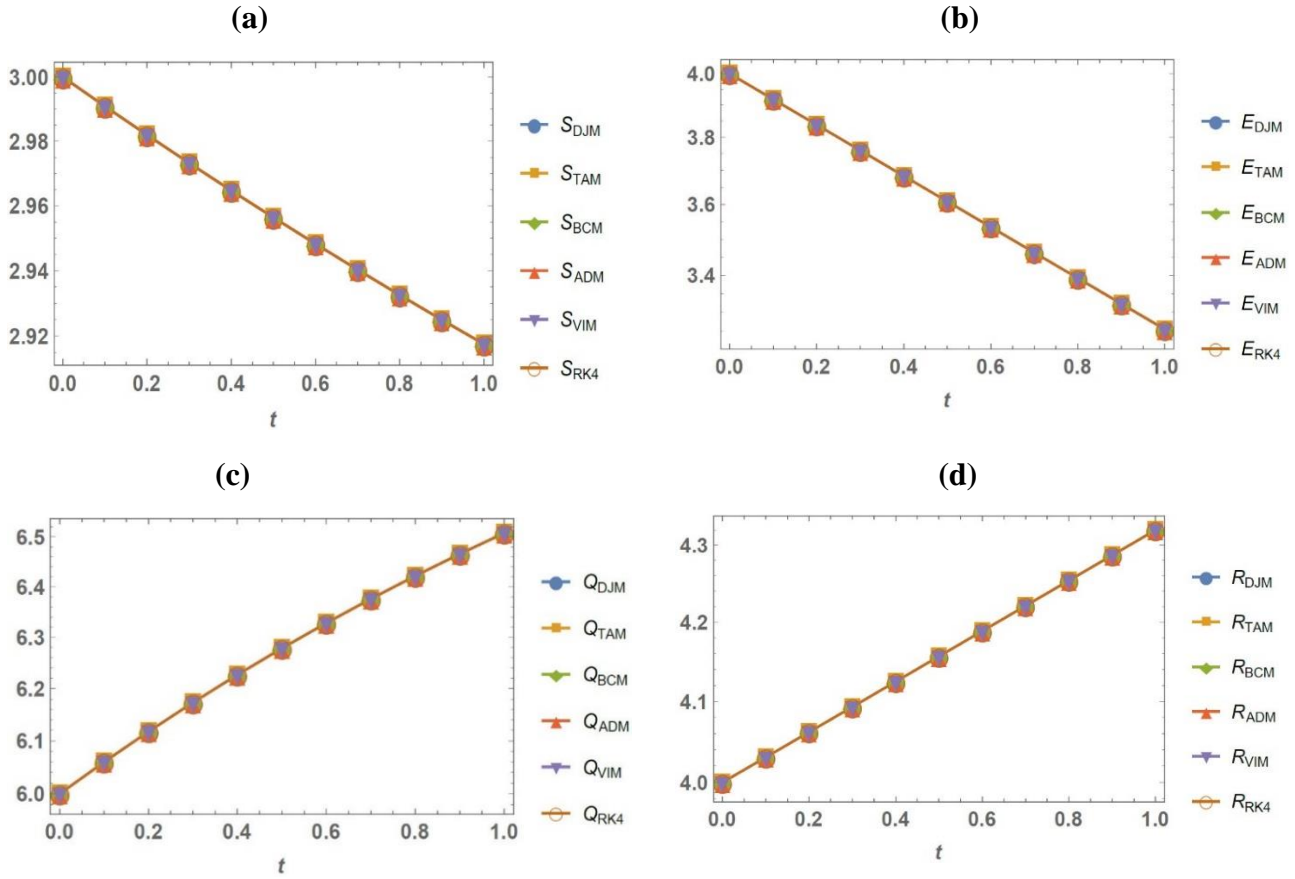 (a)
3.00
2.98
2.96
2.94
2.92
0.0 0.2 0.4 0.6 0.8 1.0
t
S_DJM
S_TAM
S_BCM
S_ADM
S_VIM
S_RK4
(b)
4.0
3.8
3.6
3.4
0.0 0.2 0.4 0.6 0.8 1.0
t
E_DJM
E_TAM
E_BCM
E_ADM
E_VIM
E_RK4
(c)
6.5
6.4
6.3
6.2
6.1
6.0
0.0 0.2 0.4 0.6 0.8 1.0
t
Q_DJM
Q_TAM
Q_BCM
Q_ADM
Q_VIM
Q_RK4
(d)
4.3
4.2
4.1
4.0
0.0 0.2 0.4 0.6 0.8 1.0
t
R_DJM
R_TAM
R_BCM
R_ADM
R_VIM
R_RK4